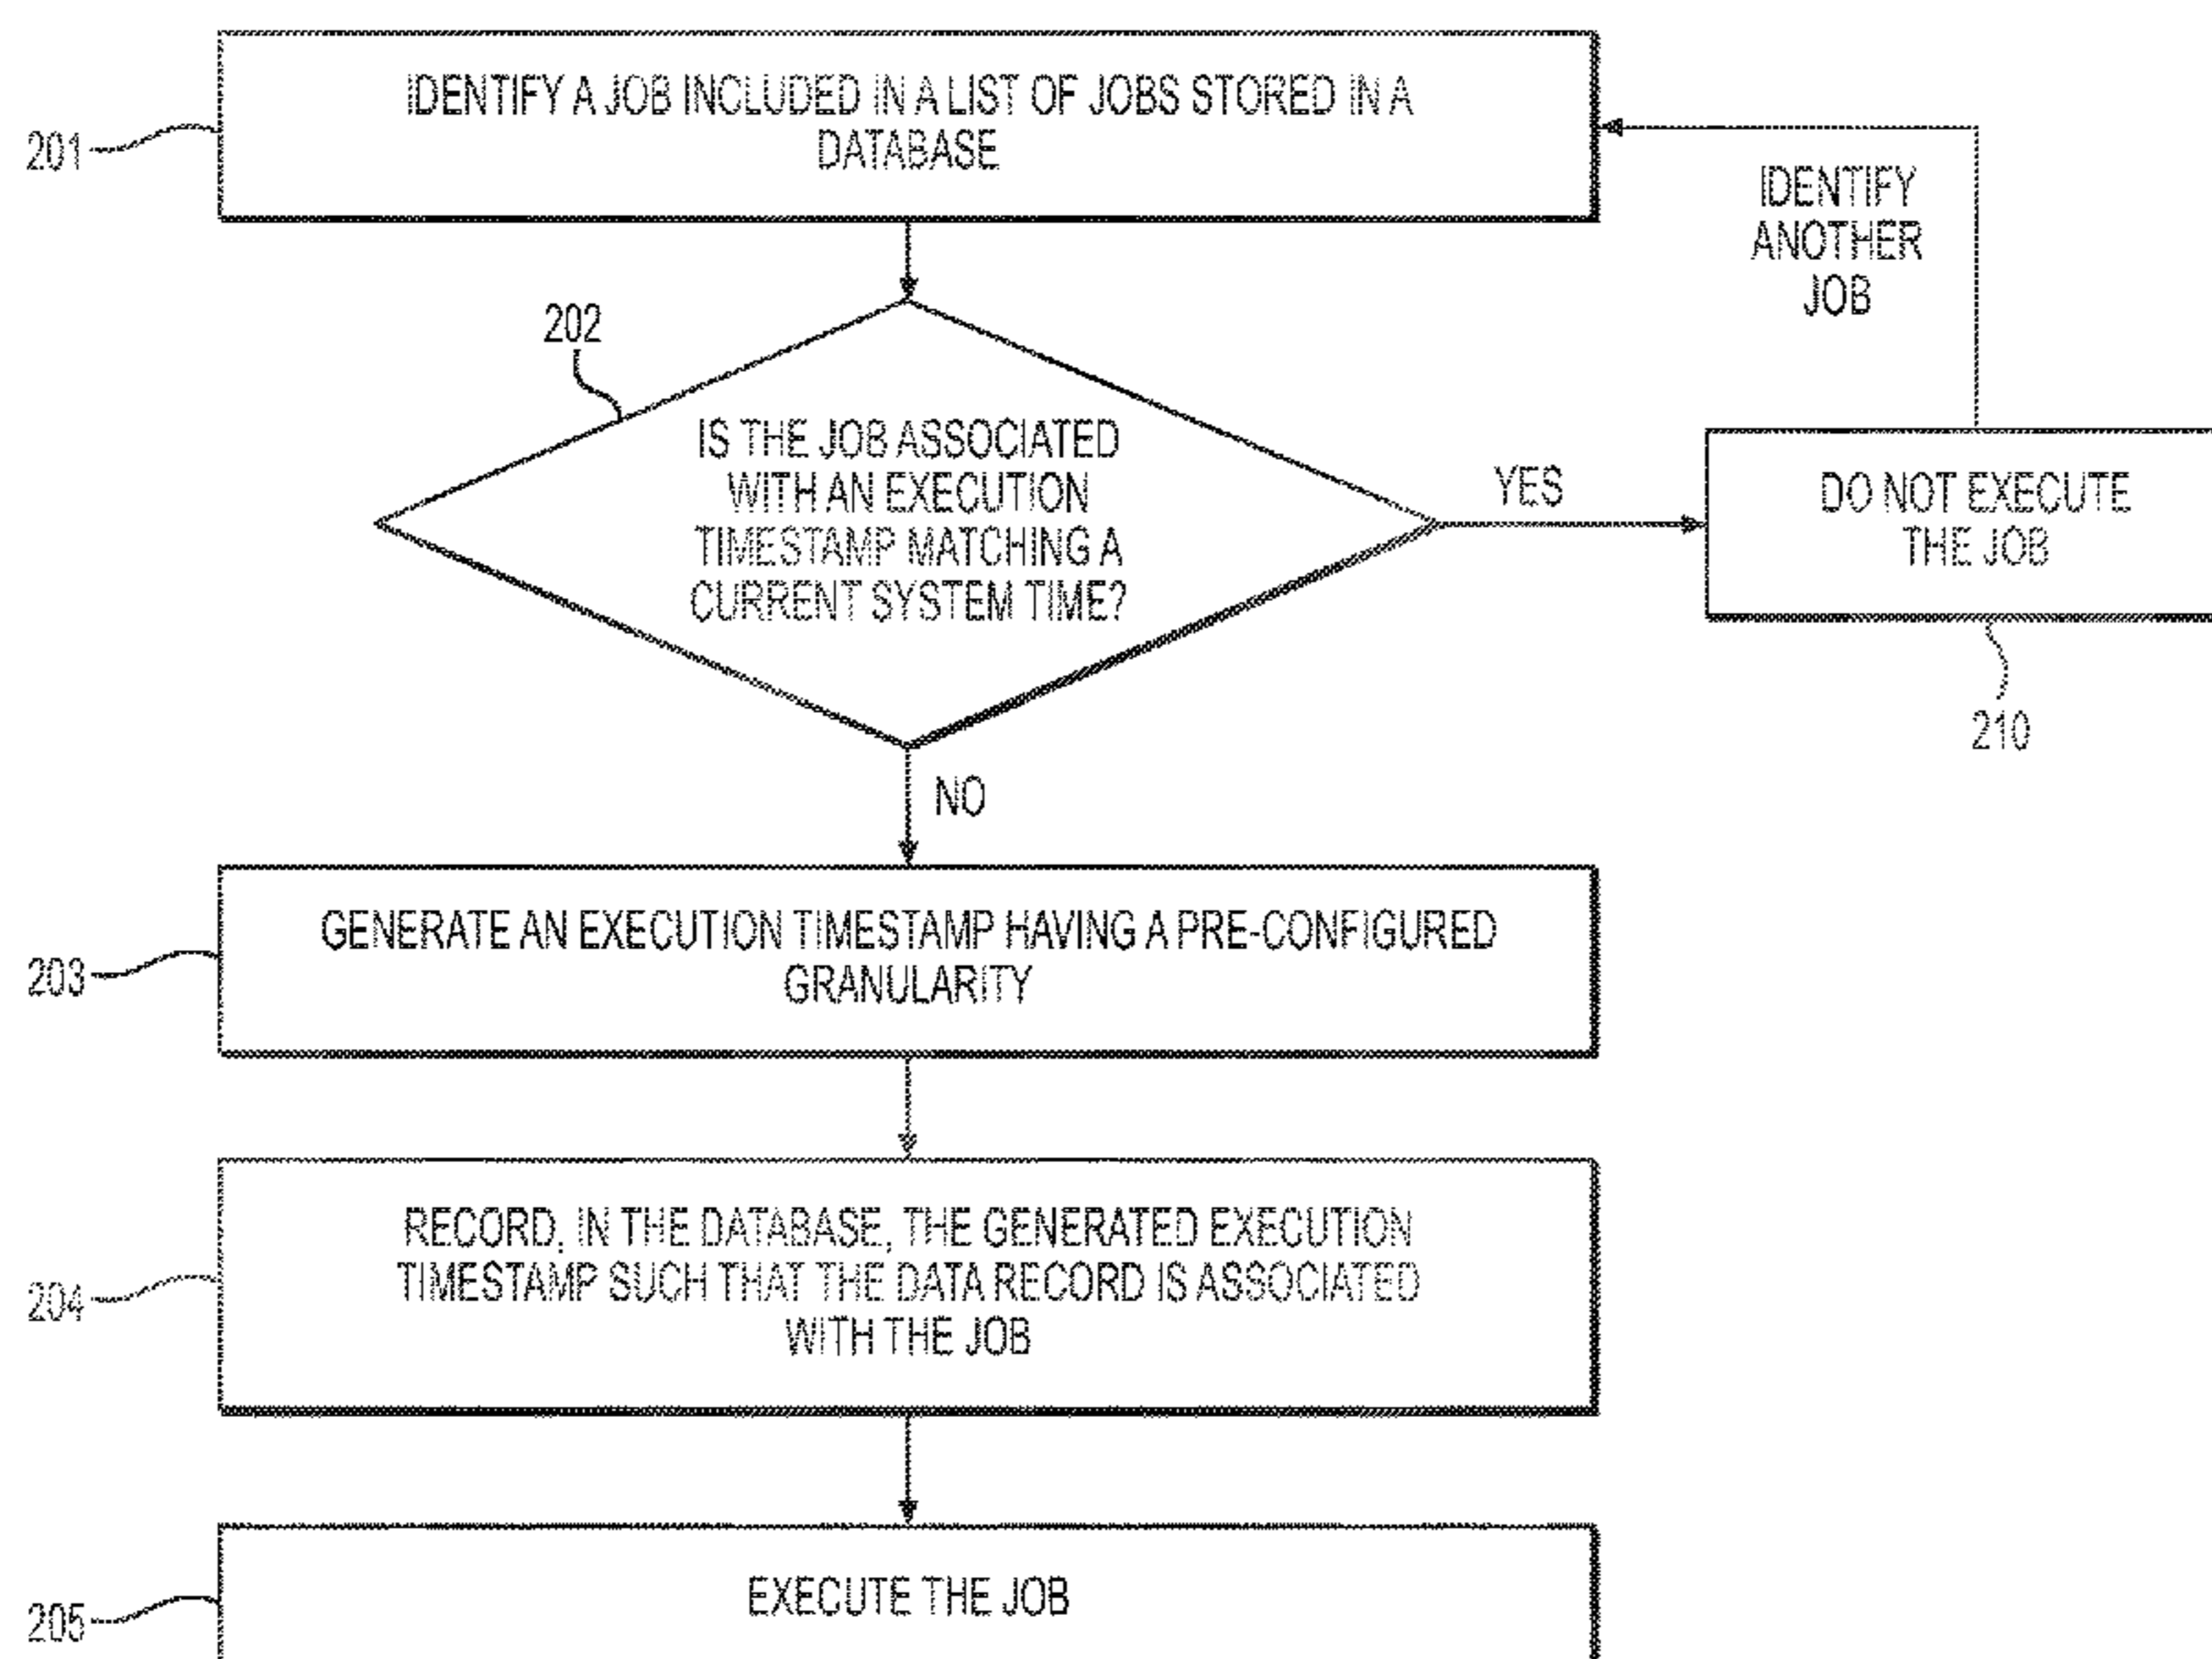 IDENTIFY A JOB INCLUDED IN A LIST OF JOBS STORED IN A
DATABASE
201
IDENTIFY
ANOTHER
JOB
202
IS THE JOB ASSOCIATED
WITH AN EXECUTION
TIMESTAMP MATCHING A
CURRENT SYSTEM TIME?
YES
DO NOT EXECUTE
THE JOB
210
NO
GENERATE AN EXECUTION TIMESTAMP HAVING A PRE-CONFIGURED
GRANULARITY
203
RECORD, IN THE DATABASE, THE GENERATED EXECUTION
TIMESTAMP SUCH THAT THE DATA RECORD IS ASSOCIATED
WITH THE JOB
204
EXECUTE THE JOB
205